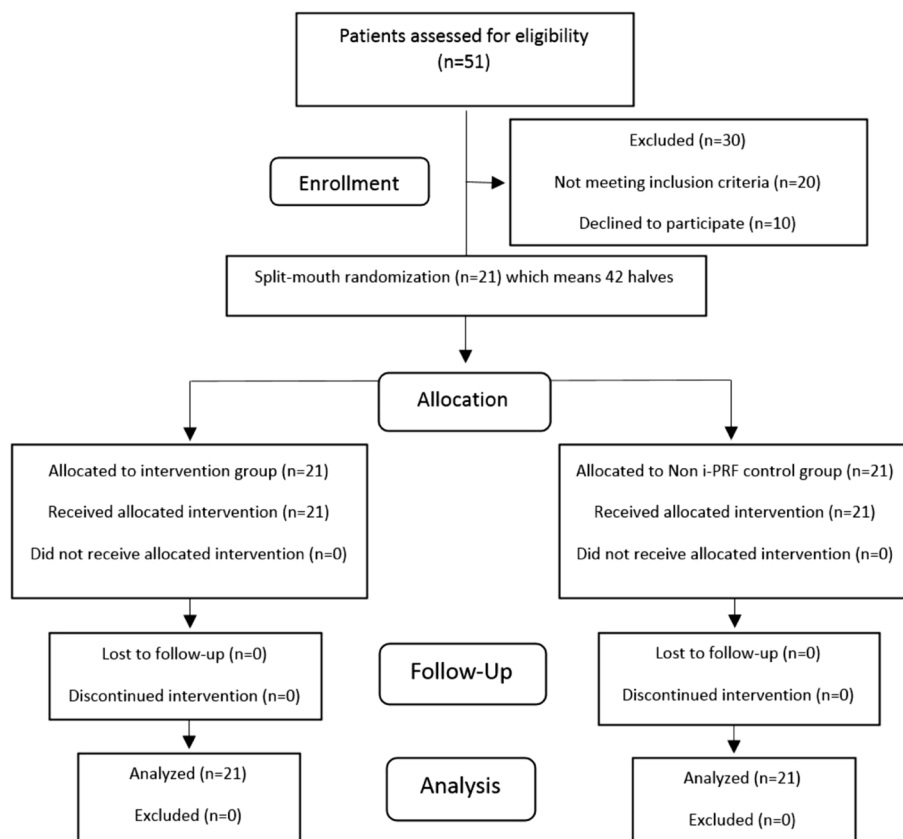 Patients assessed for eligibility
(n=51)
Excluded (n=30)
Not meeting inclusion criteria (n=20)
Declined to participate (n=10)
Enrollment
Split-mouth randomization (n=21) which means 42 halves
Allocation
Allocated to intervention group (n=21)
Received allocated intervention (n=21)
Did not receive allocated intervention (n=0)
Allocated to Non i-PRF control group (n=21)
Received allocated intervention (n=21)
Did not receive allocated intervention (n=0)
Lost to follow-up (n=0)
Discontinued intervention (n=0)
Follow-Up
Lost to follow-up (n=0)
Discontinued intervention (n=0)
Analyzed (n=21)
Excluded (n=0)
Analysis
Analyzed (n=21)
Excluded (n=0)